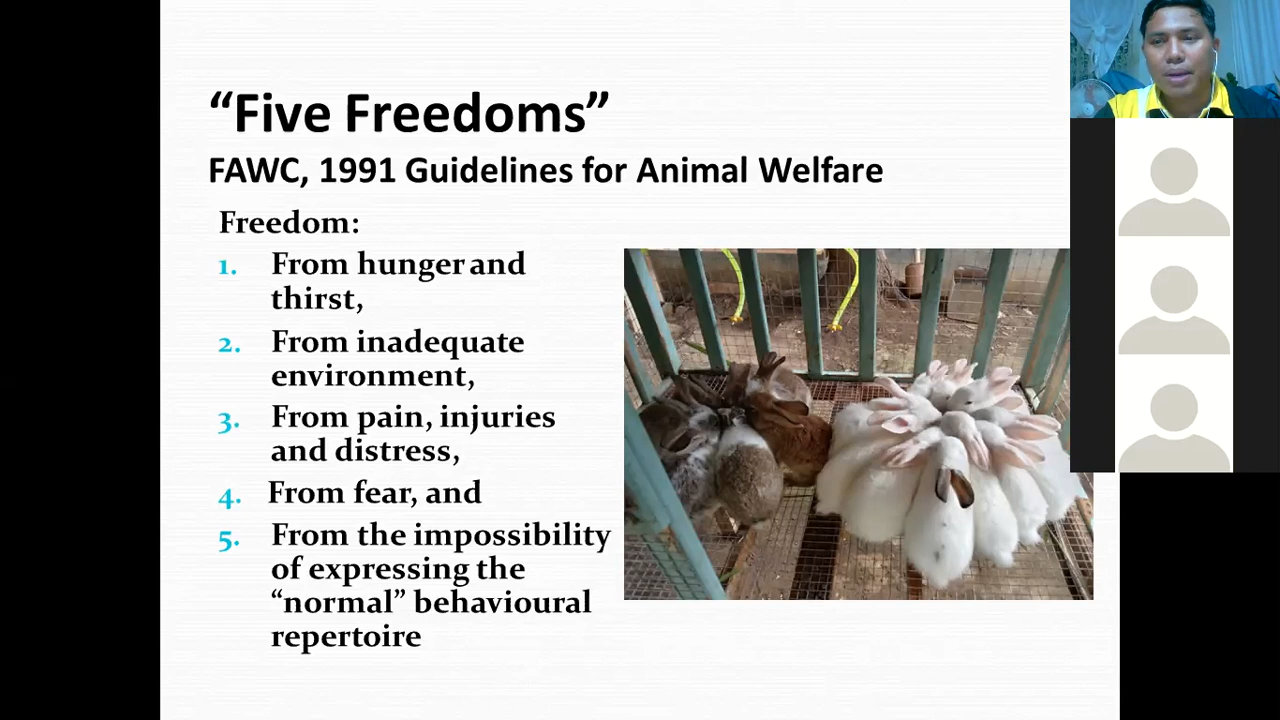 “Five Freedoms”
FAWC, 1991 Guidelines for Animal Welfare
Freedom:
1. From hunger and
thirst,
2. From inadequate
environment,
3. From pain, injuries
and distress,
4. From fear, and
5. From the impossibility
of expressing the
“normal” behavioural
repertoire